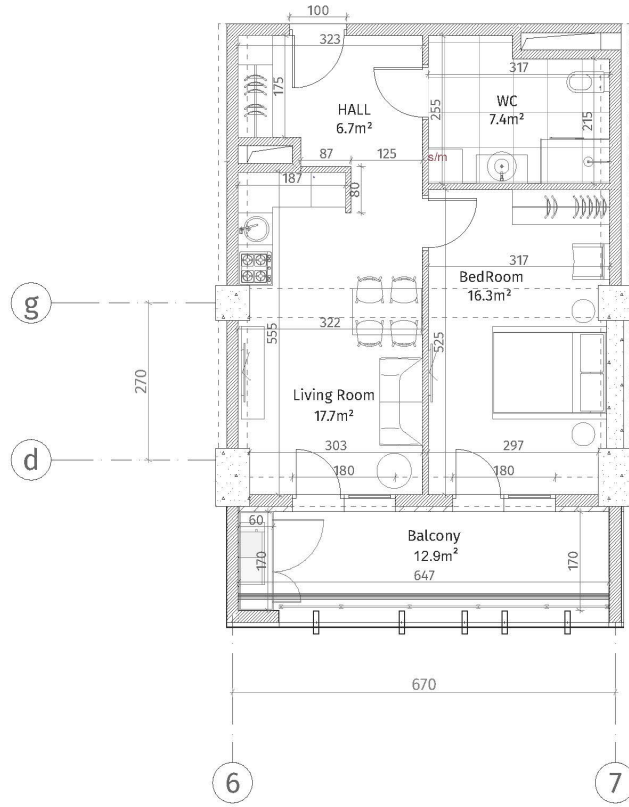 100
323
317
175
HALL
6.7m²
255
WC
7.4m²
215
87
125
s/m
187
80
317
BedRoom
16.3m²
g
322
555
525
270
Living Room
17.7m²
d
303
297
180
180
60
170
Balcony
12.9m²
170
647
670
6
7